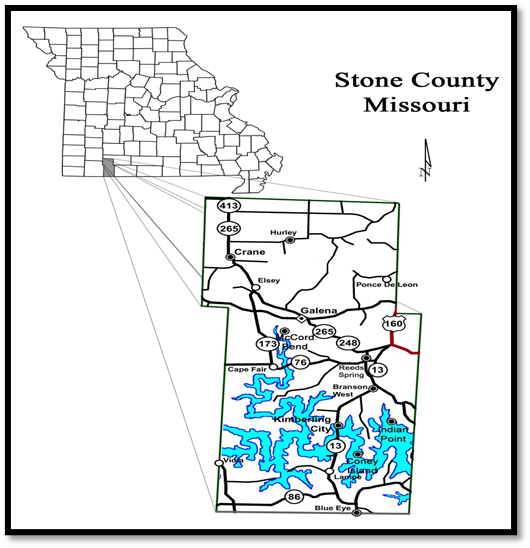 Stone County
Missouri
413
265
Hurley
Crane
Elsey
Ponce De Leon
Galena
160
McCord
Bend
265
248
173
76
Cape Fair
Reeds
Spring
13
Branson
West
Kimberling
City
Indian
Point
13
Viola
Coney
Island
Lampe
86
Blue Eye